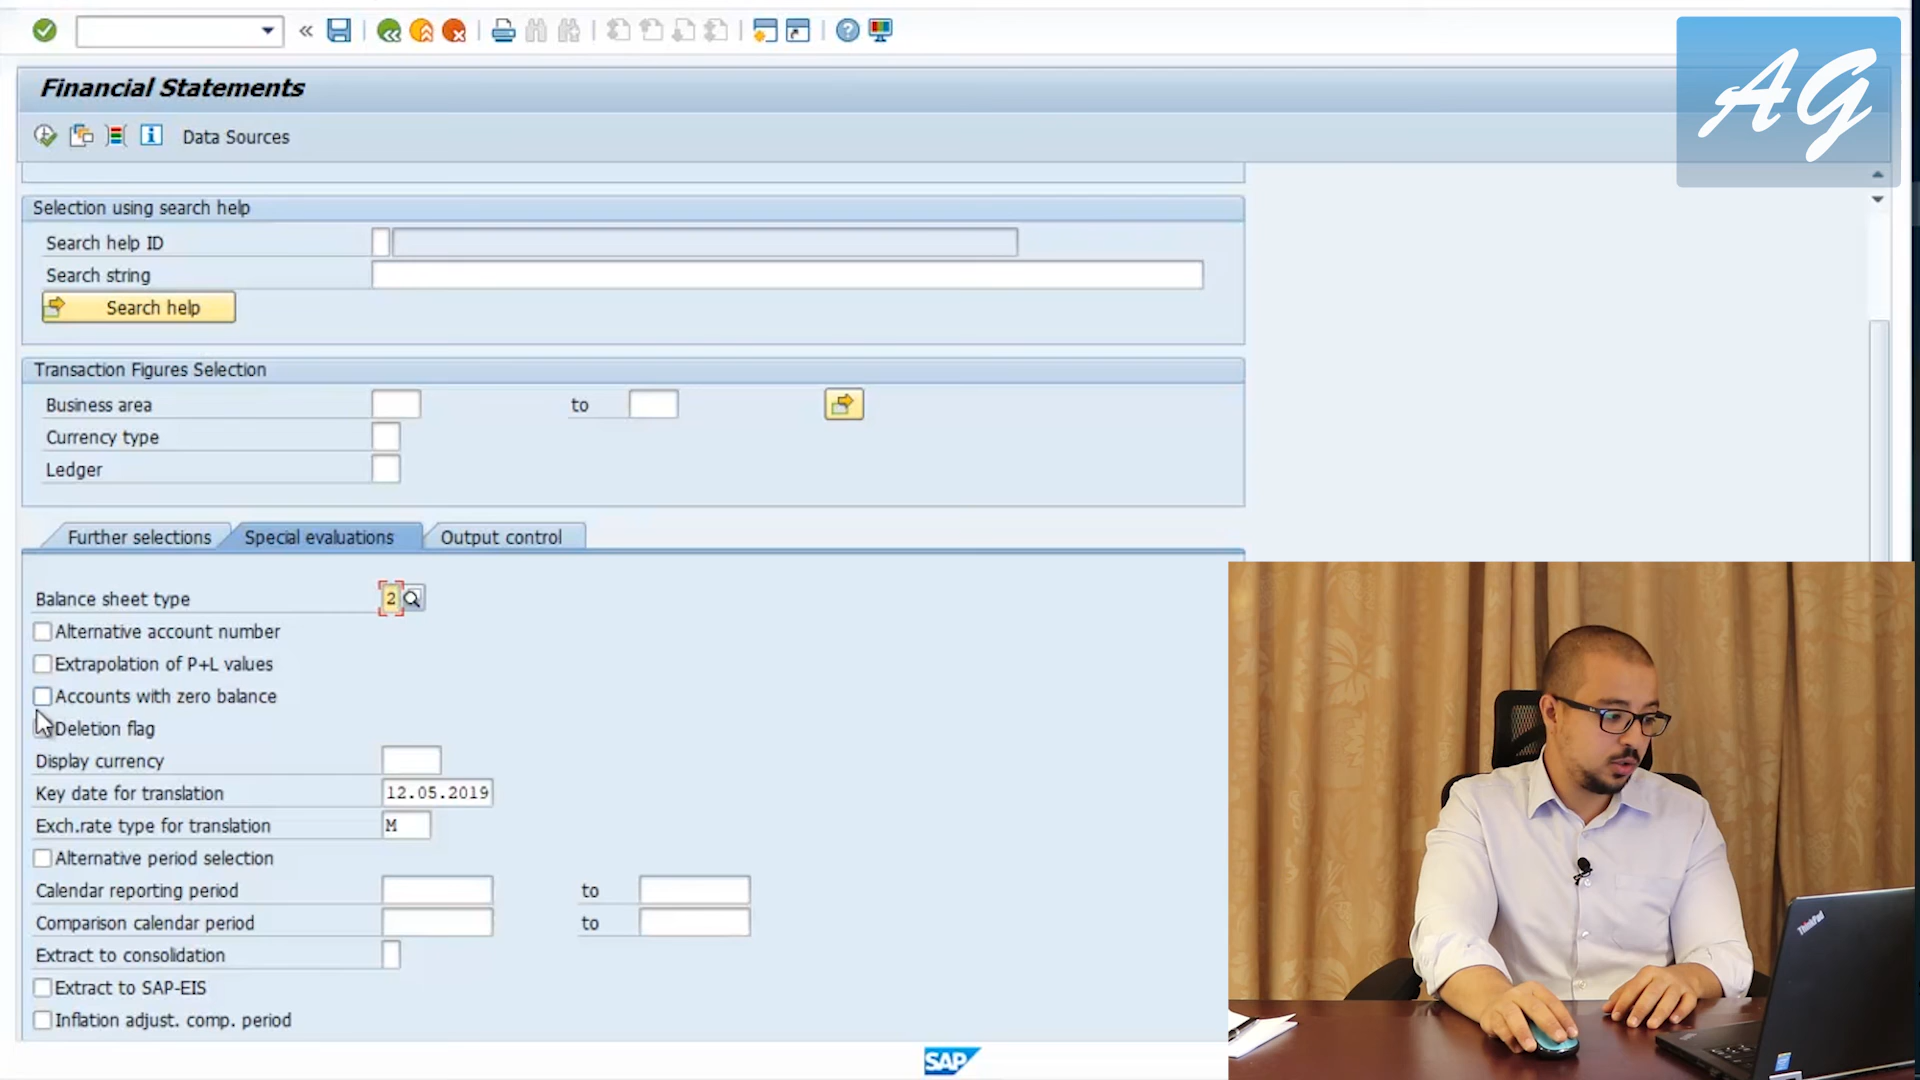 AG
Financial Statements
Data Sources
Selection using search help
Search help ID
Search string
Search help
Transaction Figures Selection
Business area to
Currency type
Ledger
Further selections Special evaluations Output control
Balance sheet type 2
Alternative account number
Extrapolation of P+L values
Accounts with zero balance
Deletion flag
Display currency
Key date for translation 12.05.2019
Exch.rate type for translation M
Alternative period selection
Calendar reporting period to
Comparison calendar period to
Extract to consolidation
Extract to SAP-EIS
Inflation adjust. comp. period
SAP
ThinkPad